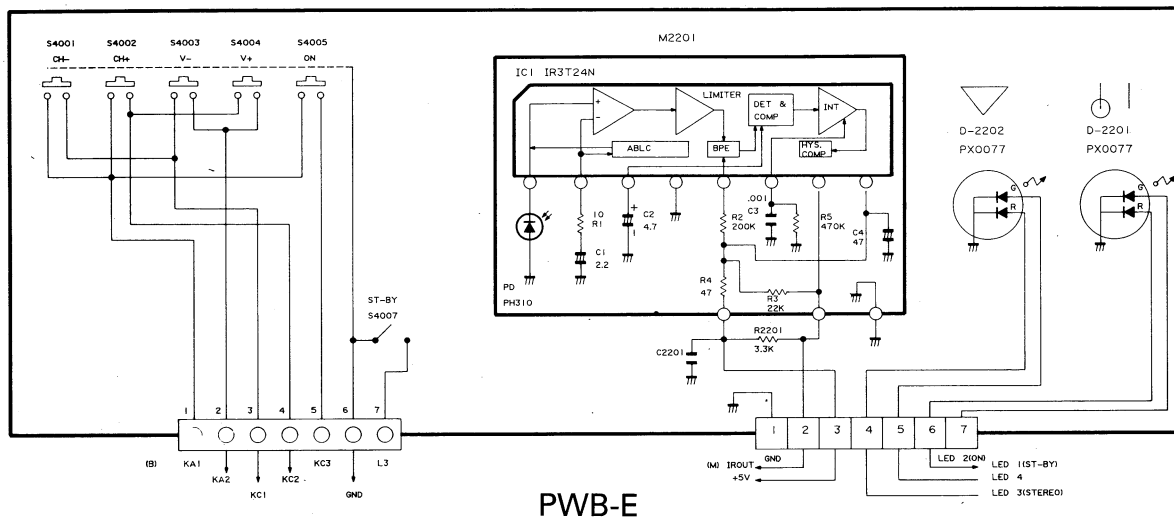 S4001 S4002 S4003 S4004 S4005
CH- CH+ V- V+ ON
M2201
IC1 IR3T24N
LIMITER
DET &
COMP
INT
+
-
ABLC
BPE
HYS.
COMP
D-2202
PX0077
D-2201
PX0077
G
R
G
R
10
R1
C1
2.2
+
C2
4.7
R2
200K
.001
C3
R5
470K
C4
47
PD
PH310
R4
47
R3
22K
ST-BY
S4007
R2201
3.3K
C2201
1 2 3 4 5 6 7
(B) KA1 KC3 L3
KA2 KC2
KC1 GND
1 2 3 4 5 6 7
GND
LED 2(ON)
(M) IROUT
+5V
LED 1(ST-BY)
LED 4
LED 3(STEREO)
PWB-E